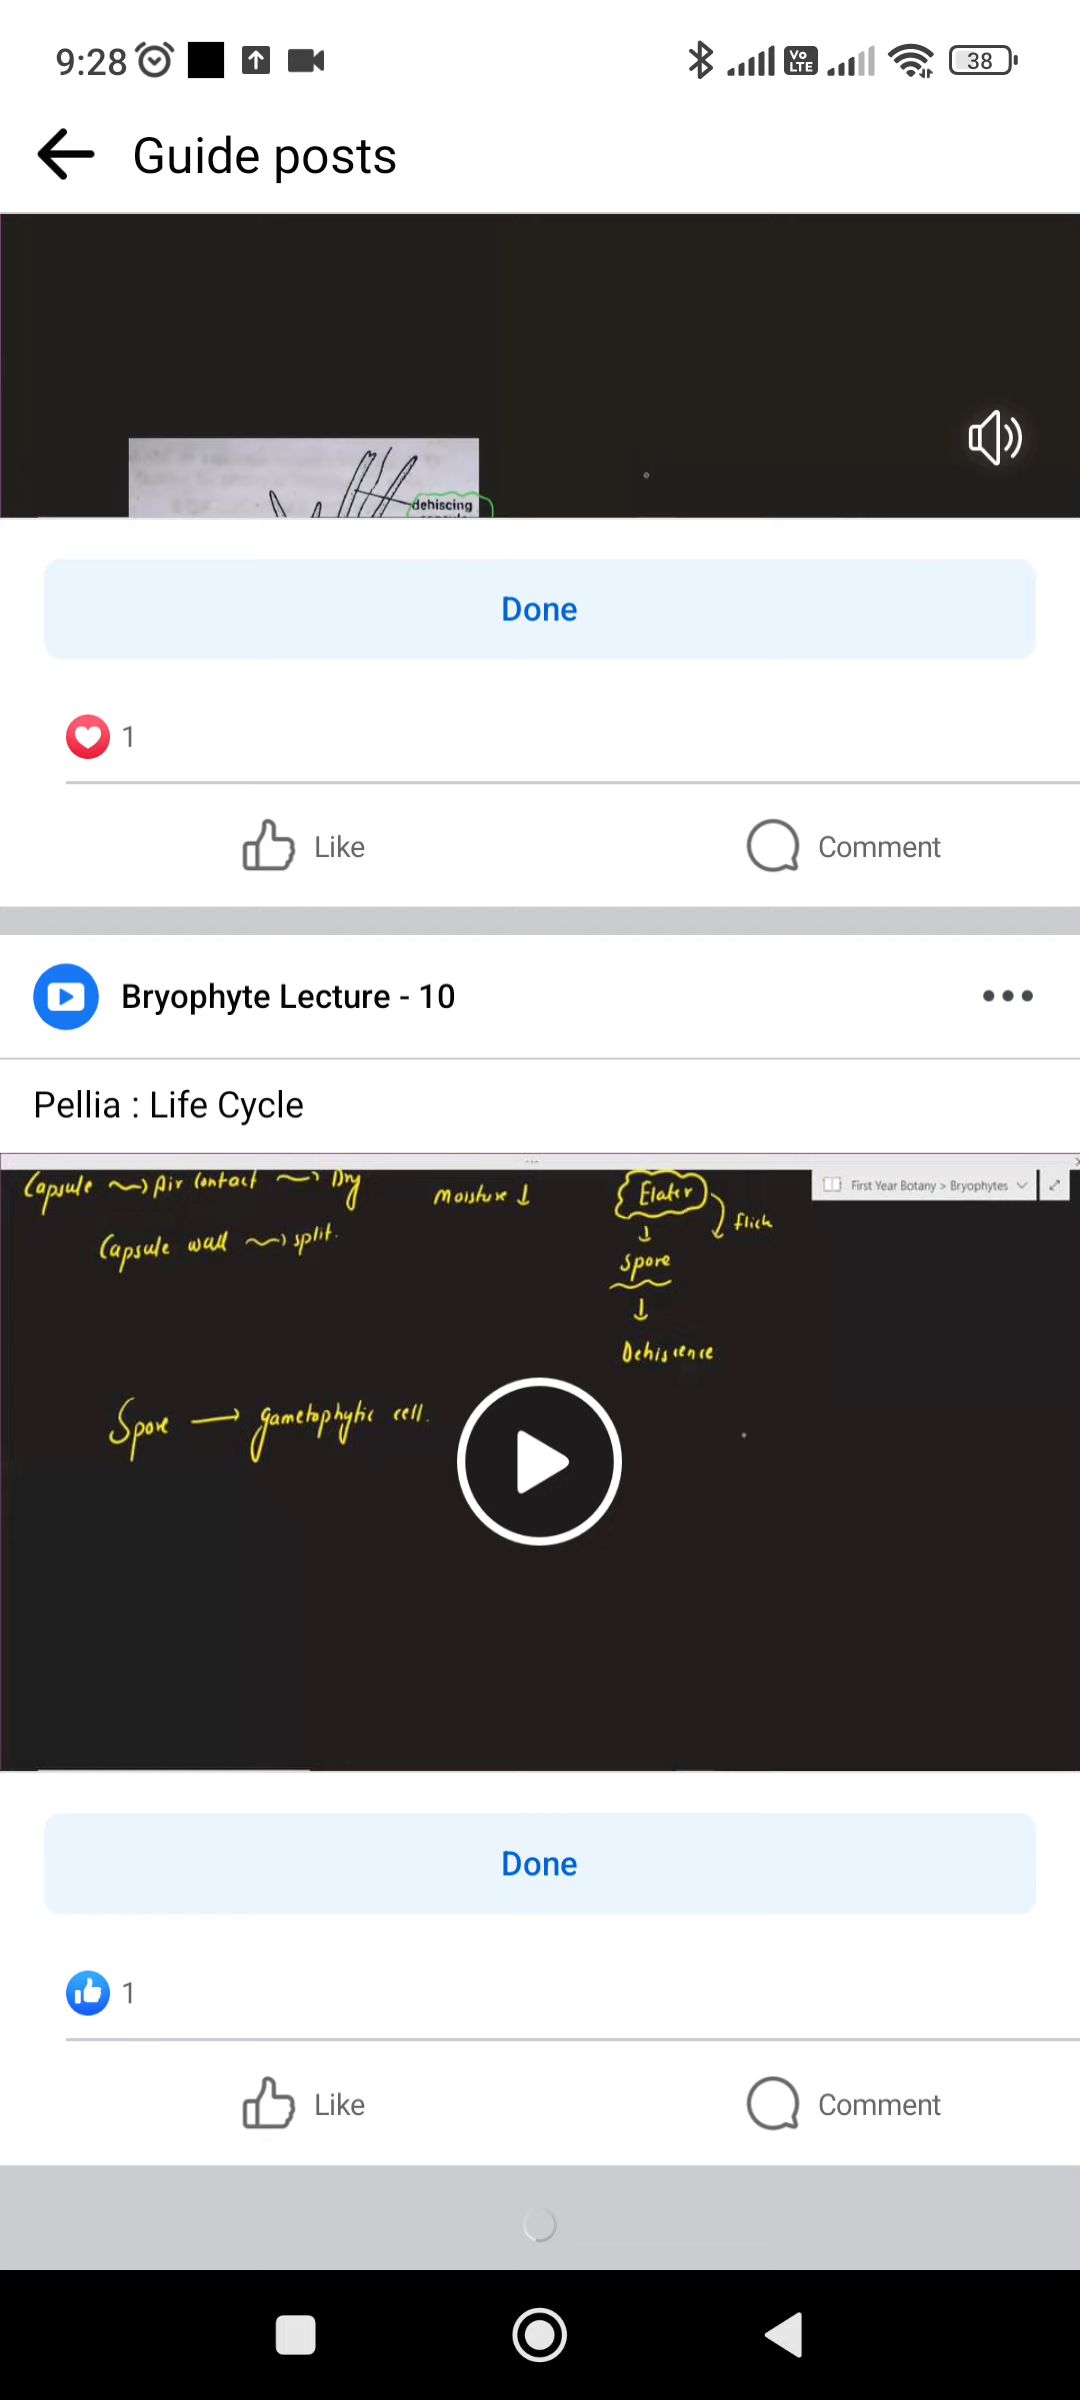 9:28
Vo LTE
38
Guide posts
dehiscing
Done
1
Like
Comment
Bryophyte Lecture - 10
Pellia : Life Cycle
Capsule ~> Air Contact ~> Dry
Moisture ↓
Elater
First Year Botany > Bryophytes
flick
Capsule wall ~> split.
↓
Spore
↓
Dehiscence
Spore → gametophytic cell.
Done
1
Like
Comment